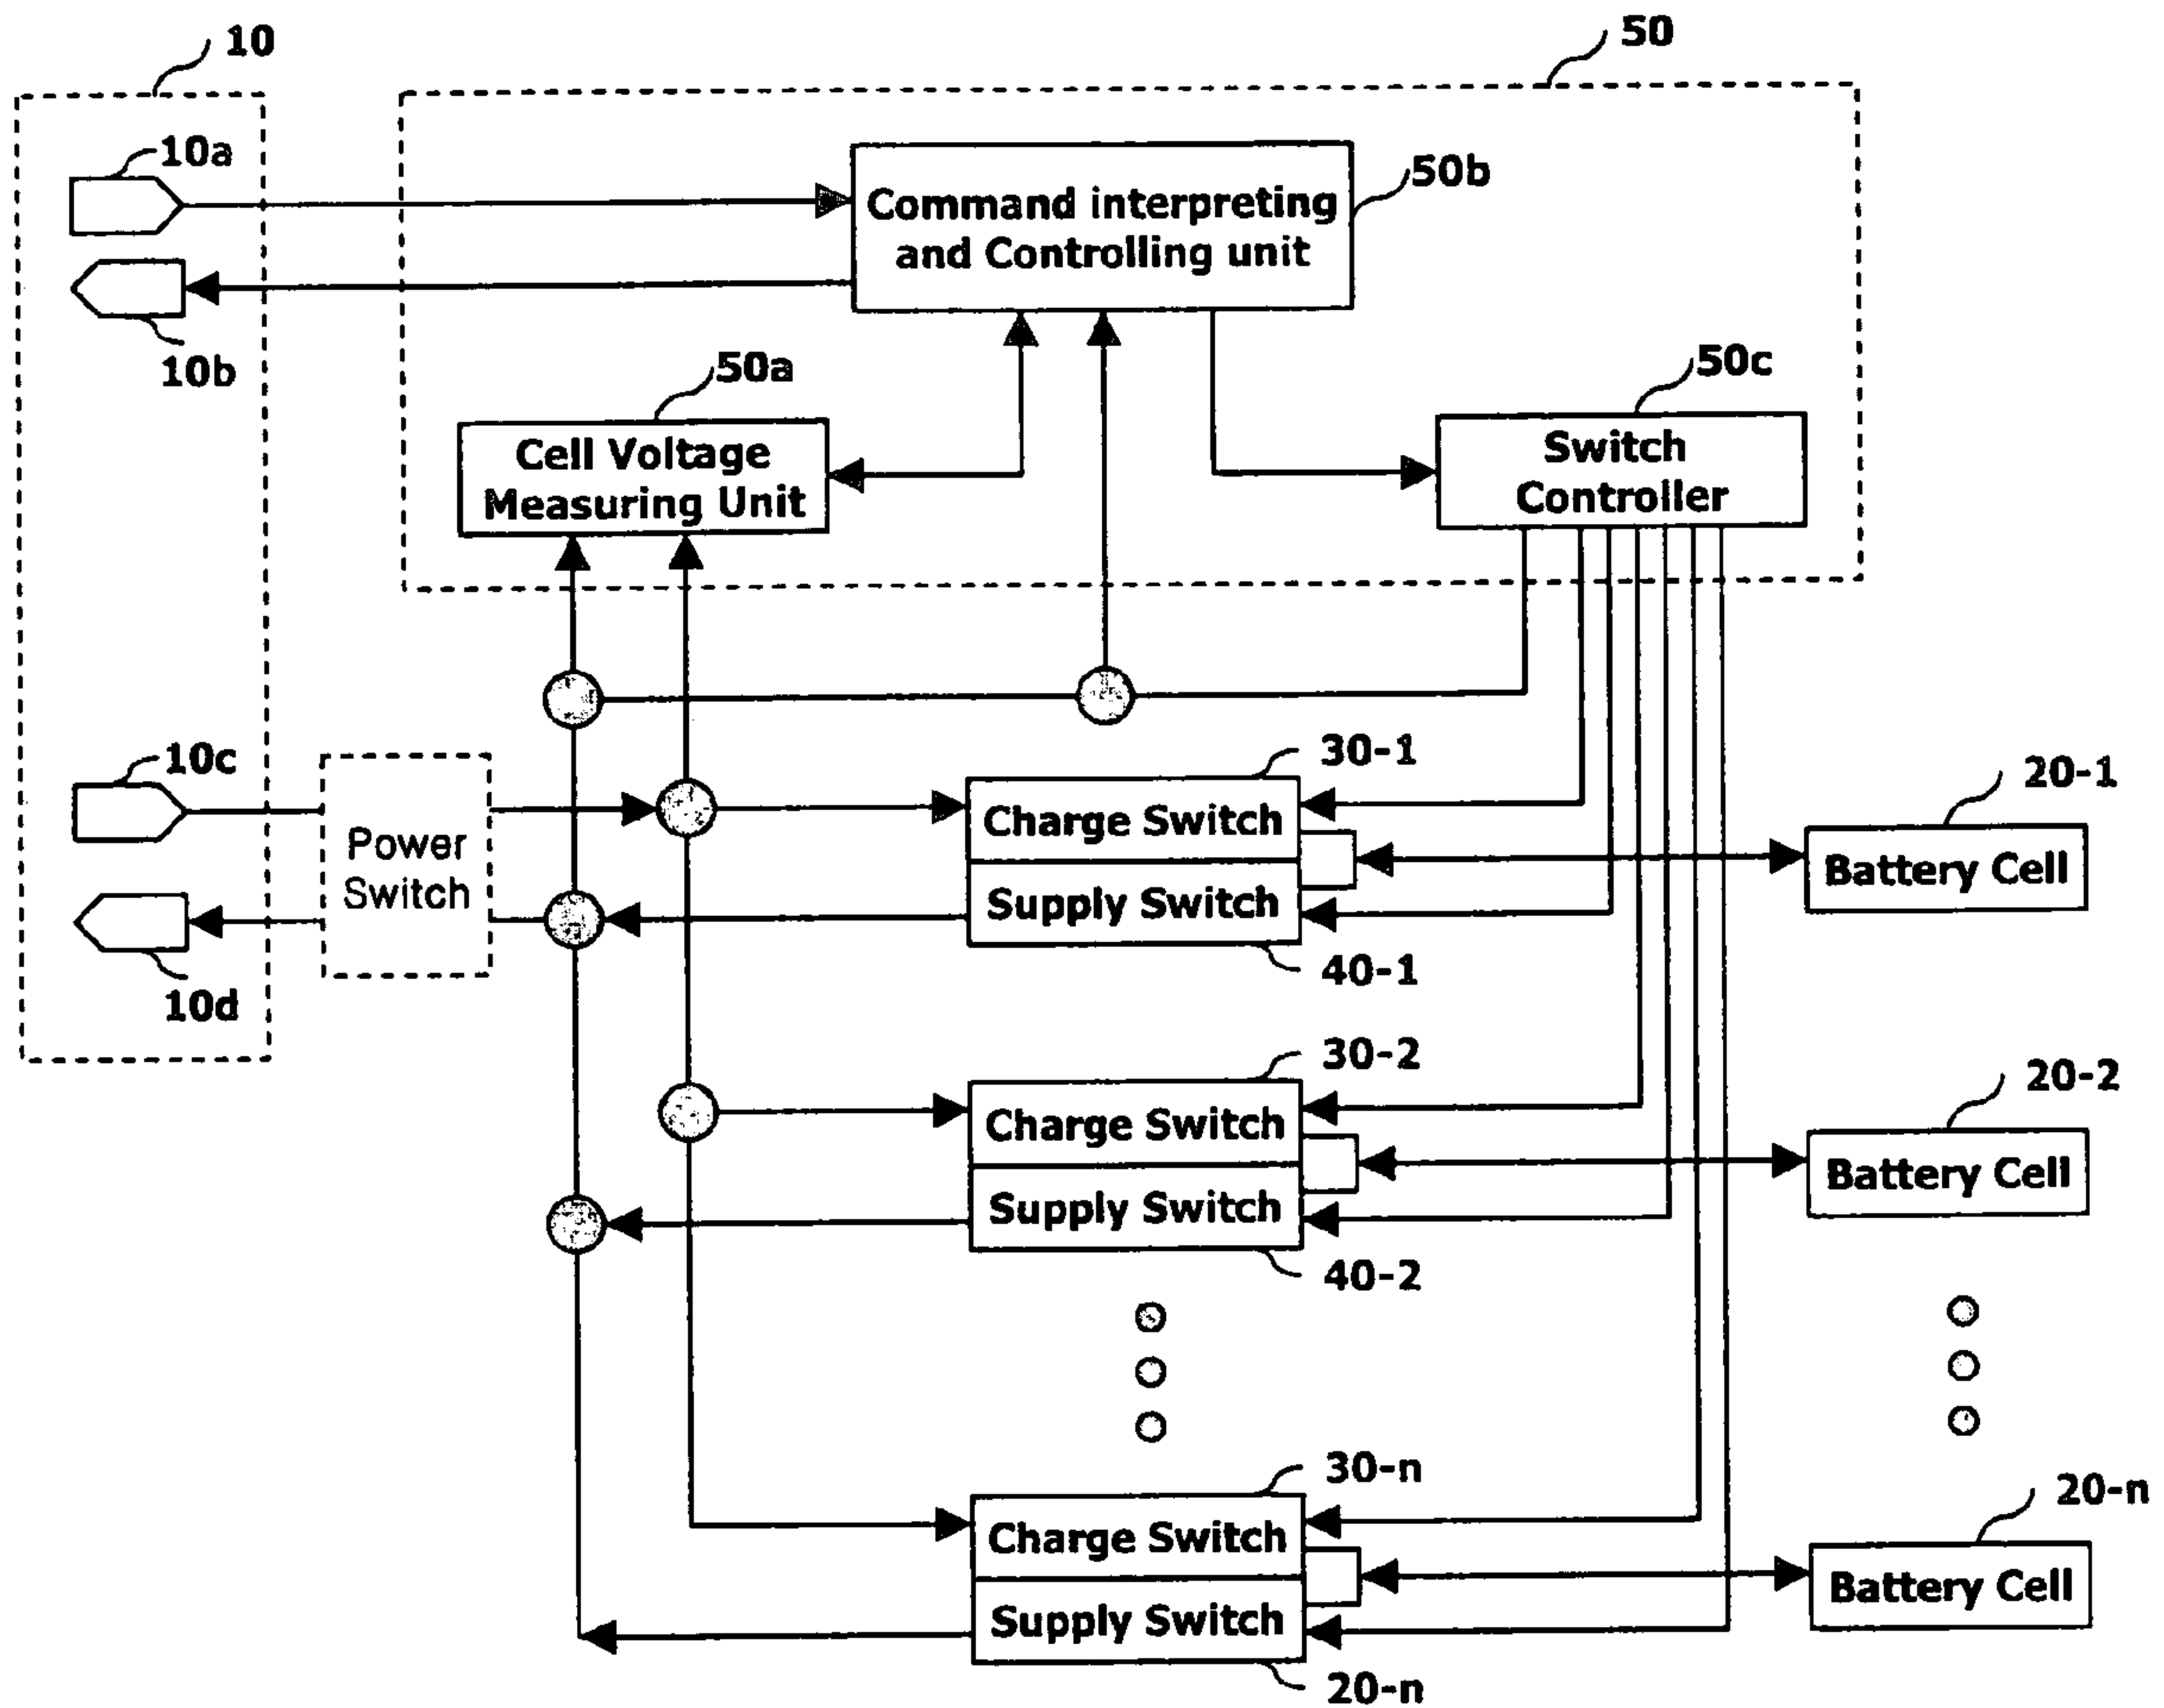 10
50
10a
Command interpreting
and Controlling unit
50b
10b
50a
50c
Cell Voltage
Measuring Unit
Switch
Controller
10c
Power
Switch
10d
30-1
Charge Switch
Supply Switch
40-1
20-1
Battery Cell
30-2
Charge Switch
Supply Switch
40-2
20-2
Battery Cell
30-n
Charge Switch
Supply Switch
20-n
20-n
Battery Cell